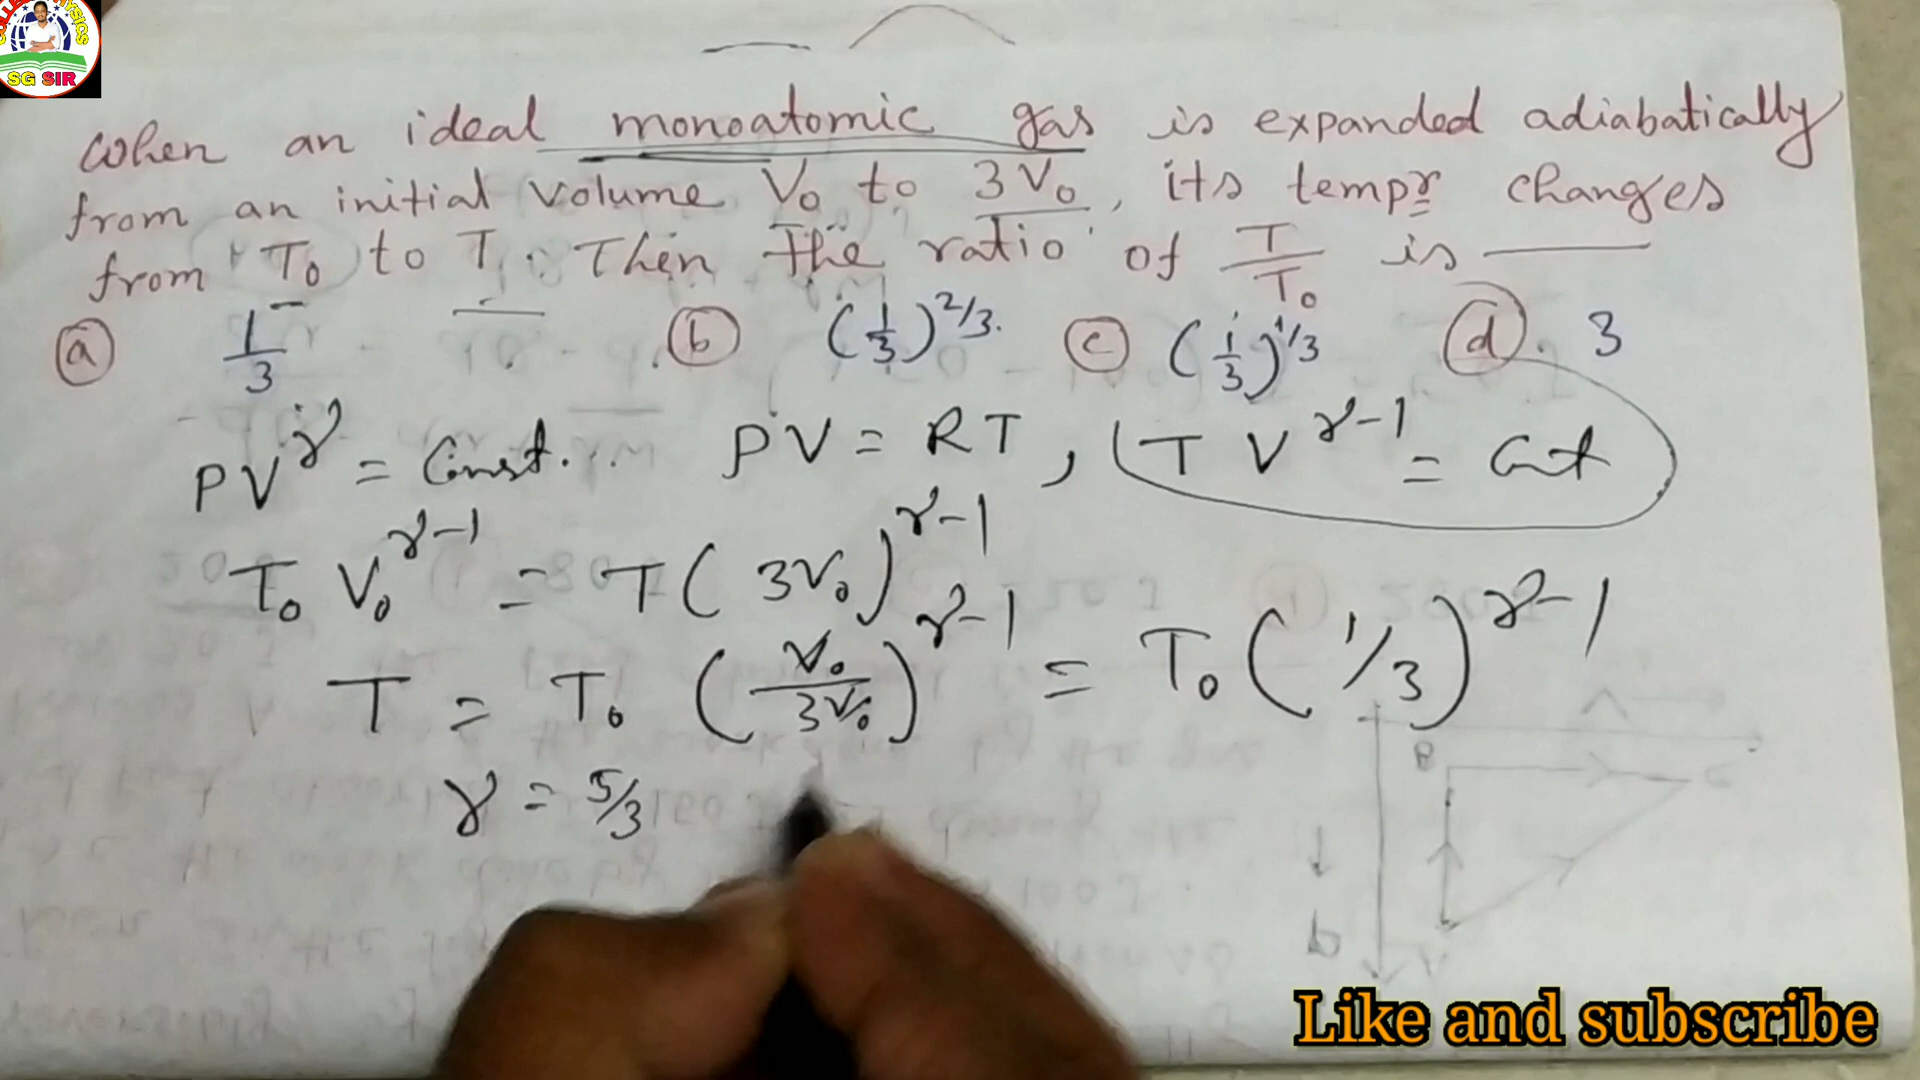 SG SIR
When an ideal monoatomic gas is expanded adiabatically
from an initial volume V₀ to 3V₀, its tempr changes
from T₀ to T. Then the ratio of T/T₀ is ———
(a) 1/3 (b) (1/3)^2/3. (c) (1/3)^1/3 (d). 3
PV^γ = Const. PV = RT, TV^γ-1 = Cnt
T₀ V₀^γ-1 = T(3V₀)^γ-1
T = T₀ (V₀/3V₀)^γ-1 = T₀(1/3)^γ-1
γ = 5/3
Like and subscribe